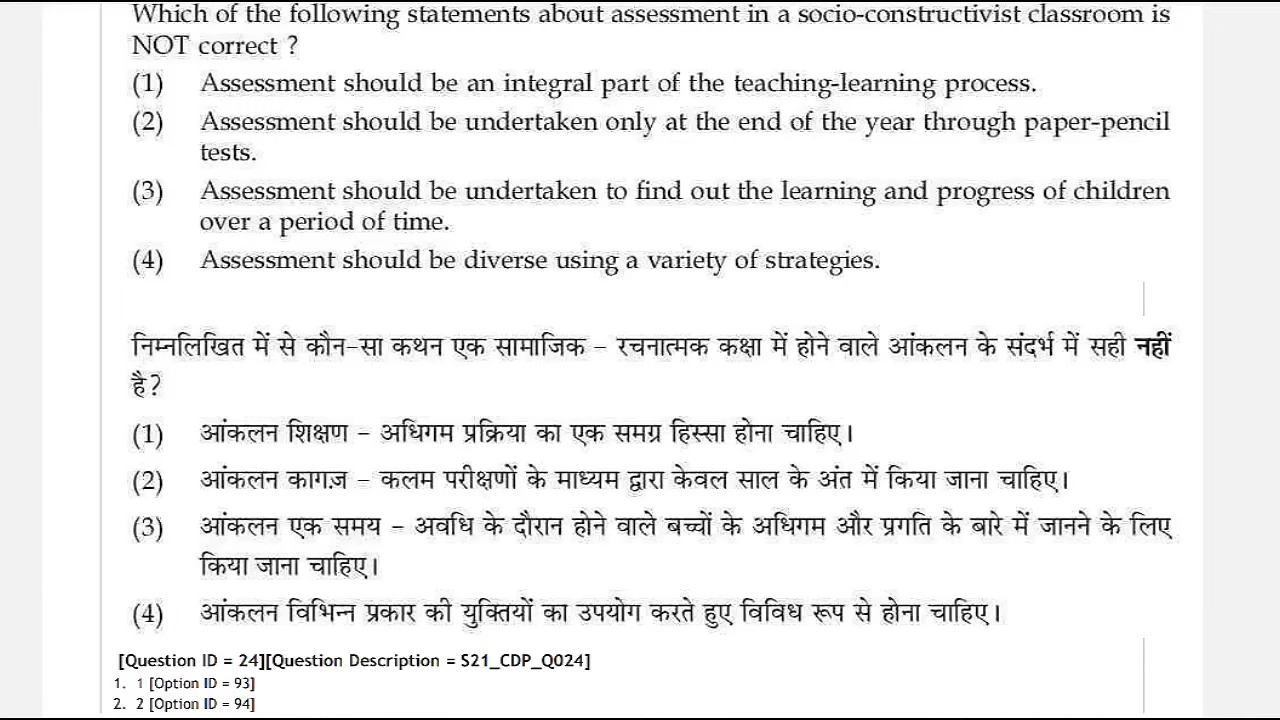 Which of the following statements about assessment in a socio-constructivist classroom is
NOT correct ?
(1) Assessment should be an integral part of the teaching-learning process.
(2) Assessment should be undertaken only at the end of the year through paper-pencil
tests.
(3) Assessment should be undertaken to find out the learning and progress of children
over a period of time.
(4) Assessment should be diverse using a variety of strategies.
निम्नलिखित में से कौन-सा कथन एक सामाजिक - रचनात्मक कक्षा में होने वाले आंकलन के संदर्भ में सही नहीं
है?
(1) आंकलन शिक्षण - अधिगम प्रक्रिया का एक समग्र हिस्सा होना चाहिए।
(2) आंकलन कागज़ - कलम परीक्षणों के माध्यम द्वारा केवल साल के अंत में किया जाना चाहिए।
(3) आंकलन एक समय - अवधि के दौरान होने वाले बच्चों के अधिगम और प्रगति के बारे में जानने के लिए
किया जाना चाहिए।
(4) आंकलन विभिन्न प्रकार की युक्तियों का उपयोग करते हुए विविध रूप से होना चाहिए।
[Question ID = 24][Question Description = S21_CDP_Q024]
1. 1 [Option ID = 93]
2. 2 [Option ID = 94]